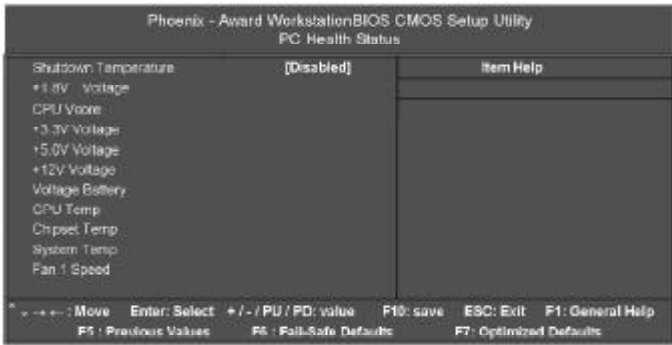 Phoenix - Award WorkstationBIOS CMOS Setup Utility
PC Health Status
Shutdown Temperature [Disabled] Item Help
+1.8V Voltage
CPU Vcore
+3.3V Voltage
+5.0V Voltage
+12V Voltage
Voltage Battery
CPU Temp
Chipset Temp
System Temp
Fan 1 Speed
: Move Enter: Select + / - / PU / PD: value F10: save ESC: Exit F1: General Help
F5 : Previous Values F6 : Fail-Safe Defaults F7: Optimized Defaults